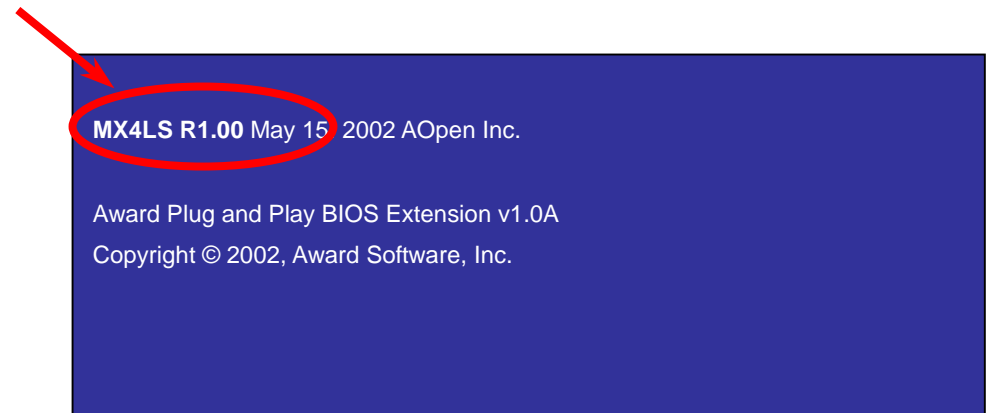 MX4LS R1.00 May 15, 2002 AOpen Inc.
Award Plug and Play BIOS Extension v1.0A
Copyright © 2002, Award Software, Inc.